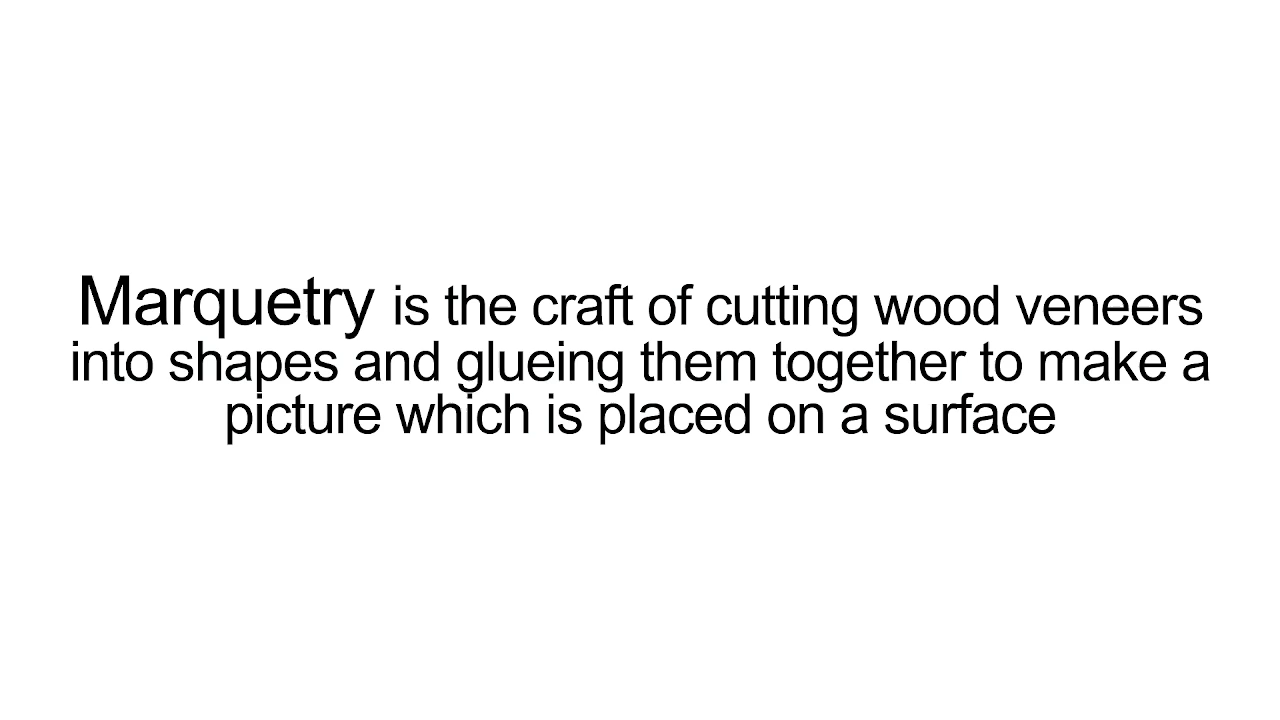 Marquetry is the craft of cutting wood veneers
into shapes and glueing them together to make a
picture which is placed on a surface